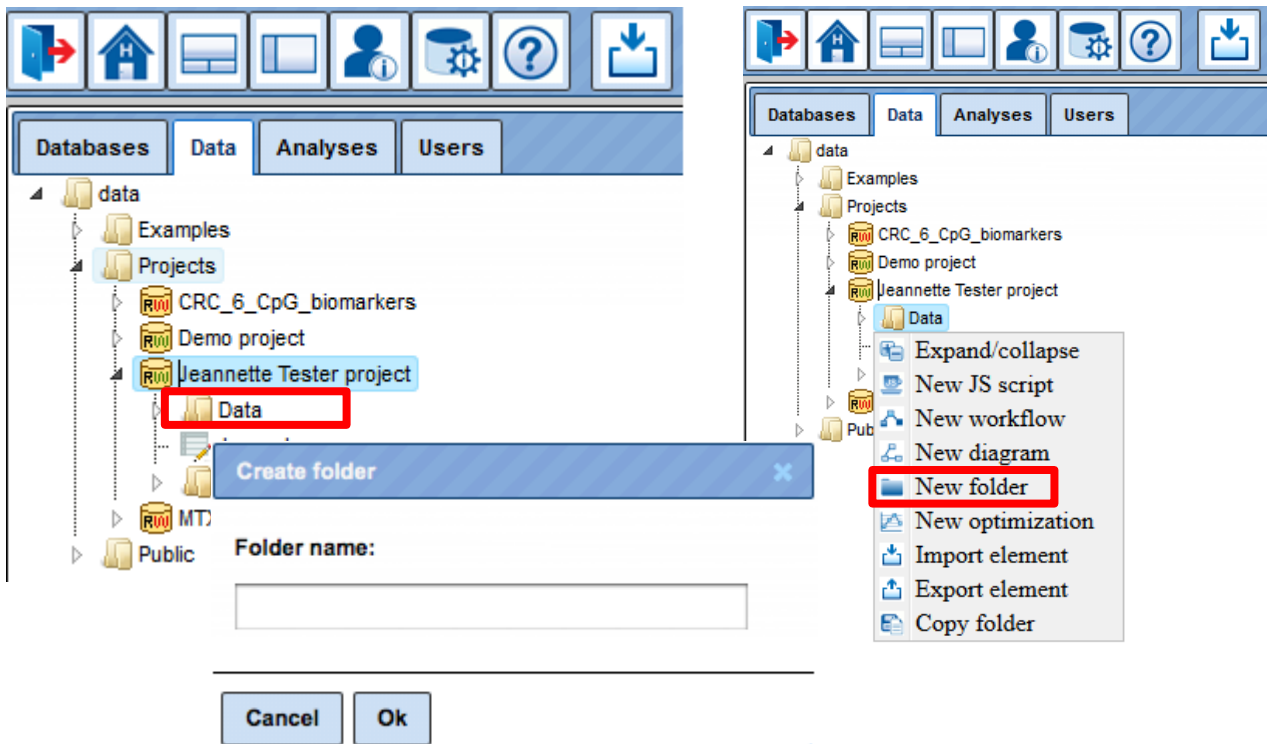 Databases Data Analyses Users
data
Examples
Projects
CRC_6_CpG_biomarkers
Demo project
Jeannette Tester project
Data
MTX
Public
Create folder
Folder name:
Cancel Ok
Databases Data Analyses Users
data
Examples
Projects
CRC_6_CpG_biomarkers
Demo project
Jeannette Tester project
Data
Expand/collapse
New JS script
New workflow
New diagram
New folder
New optimization
Import element
Export element
Copy folder
Pub